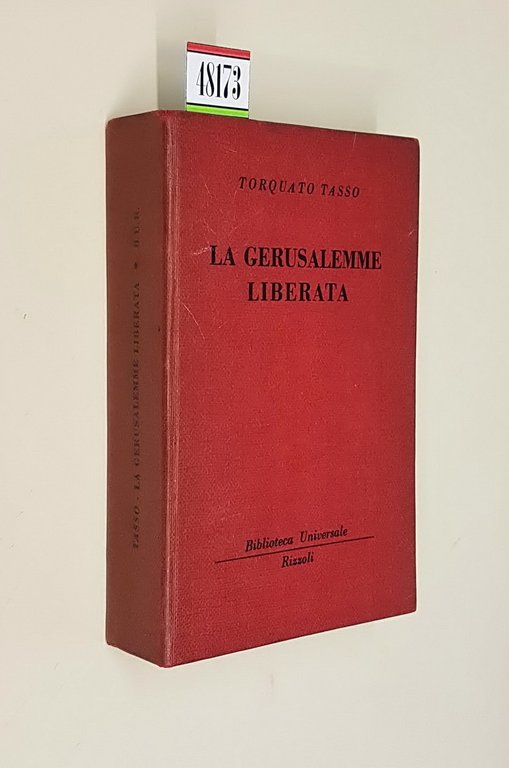 48173
TORQUATO TASSO
LA GERUSALEMME
LIBERATA
Biblioteca Universale
Rizzoli
TASSO - LA GERUSALEMME LIBERATA * B.U.R.